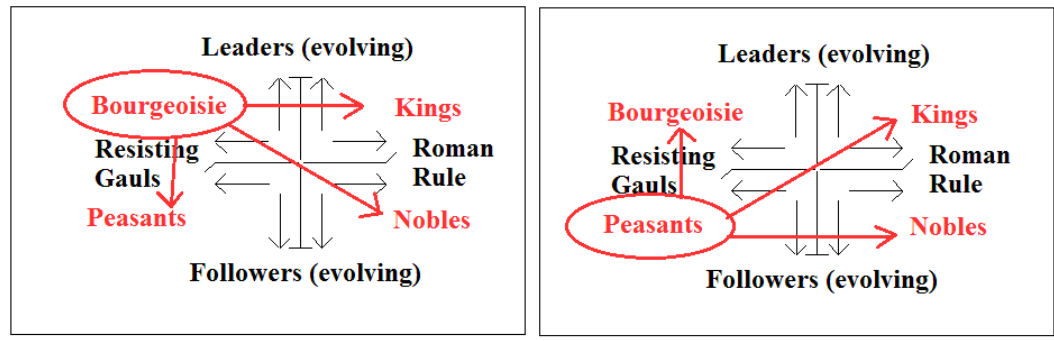 Leaders (evolving)
Bourgeoisie
Kings
Resisting
Gauls
Roman
Rule
Peasants
Nobles
Followers (evolving)
Leaders (evolving)
Bourgeoisie
Kings
Resisting
Gauls
Roman
Rule
Peasants
Nobles
Followers (evolving)